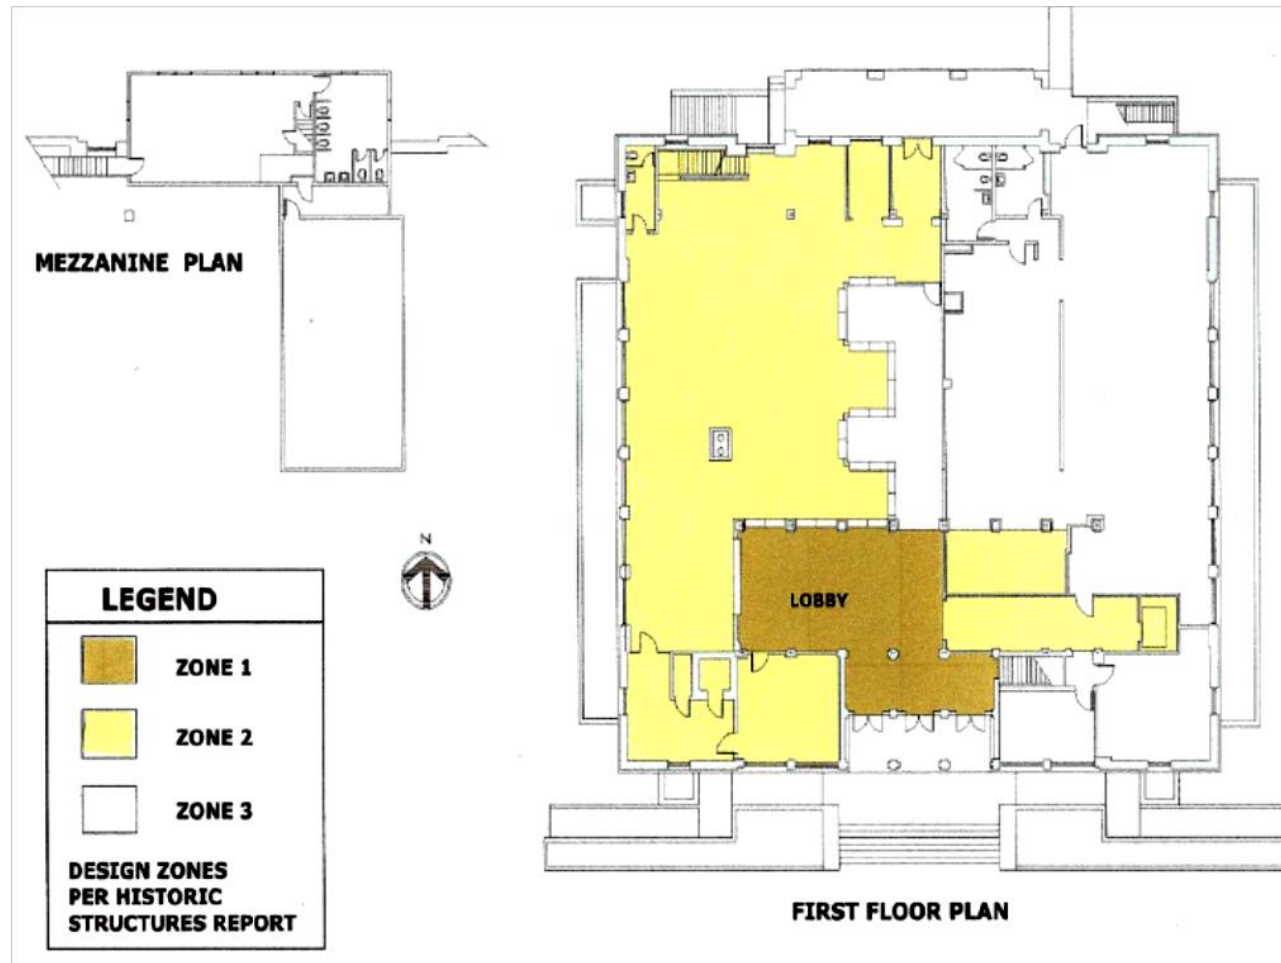 MEZZANINE PLAN
N
LEGEND
ZONE 1
ZONE 2
ZONE 3
DESIGN ZONES
PER HISTORIC
STRUCTURES REPORT
LOBBY
FIRST FLOOR PLAN